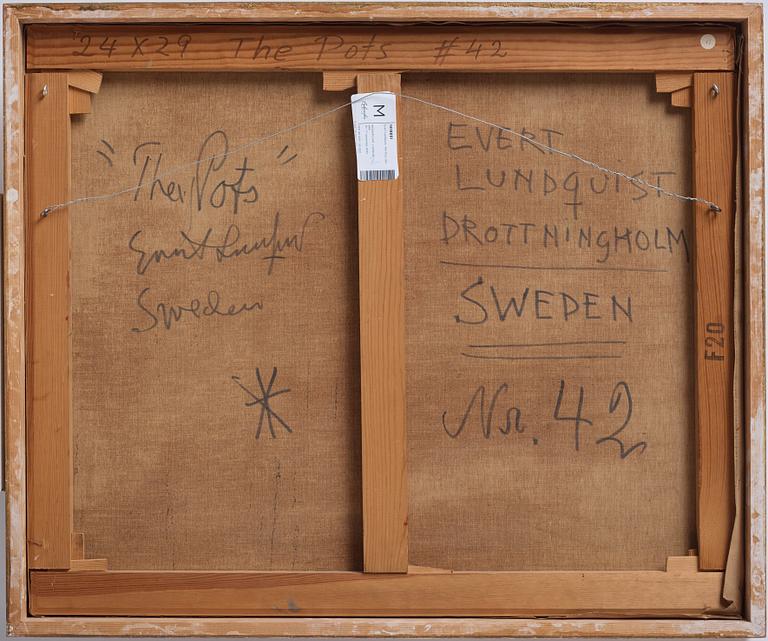 24 X 29 The Pots #42
"The Pots"
Evert Lundquist
Sweden
M
EVERT
LUNDQUIST
DROTTNINGHOLM
SWEDEN
Nr. 42
F20